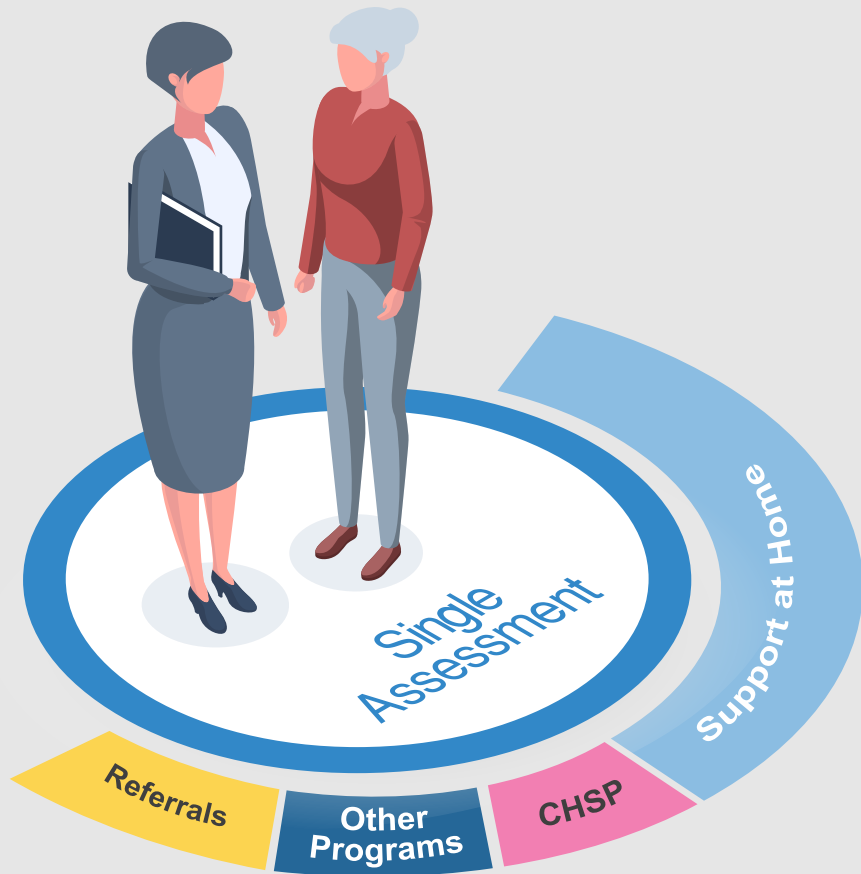 Single
Assessment
Support at Home
Referrals
Other
Programs
CHSP